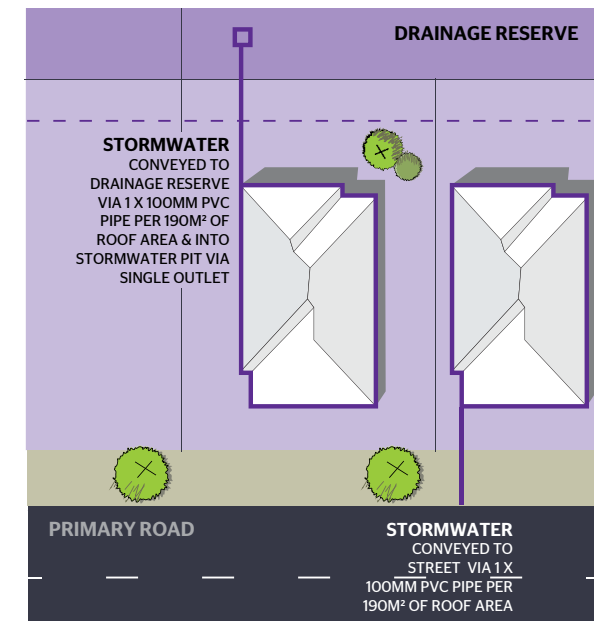 DRAINAGE RESERVE
STORMWATER
CONVEYED TO
DRAINAGE RESERVE
VIA 1 X 100MM PVC
PIPE PER 190M² OF
ROOF AREA & INTO
STORMWATER PIT VIA
SINGLE OUTLET
PRIMARY ROAD
STORMWATER
CONVEYED TO
STREET VIA 1 X
100MM PVC PIPE PER
190M² OF ROOF AREA